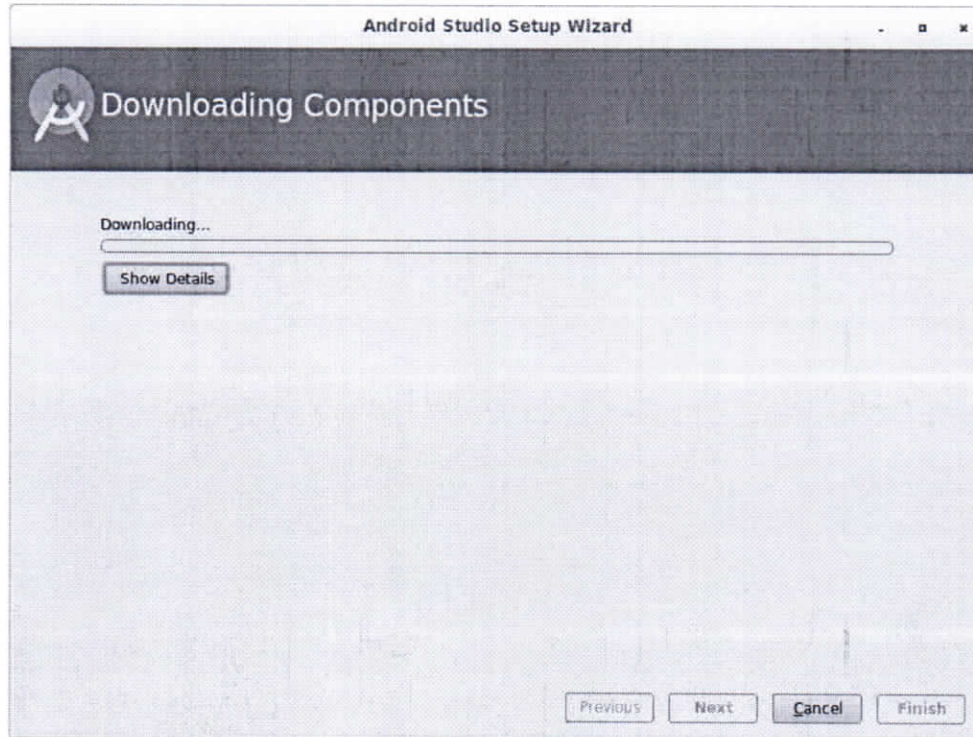 Android Studio Setup Wizard
Downloading Components
Downloading...
Show Details
Previous Next Cancel Finish